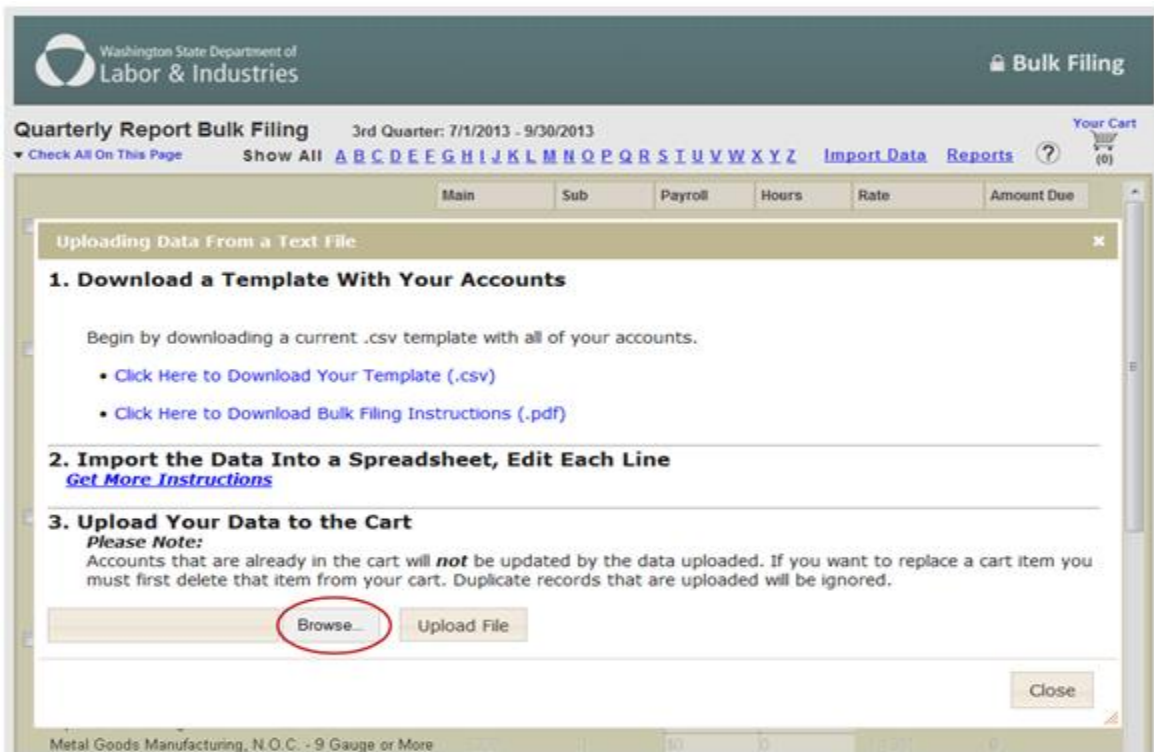 Washington State Department of
Labor & Industries
Bulk Filing
Quarterly Report Bulk Filing 3rd Quarter: 7/1/2013 - 9/30/2013 Your Cart
Check All On This Page Show All A B C D E F G H I J K L M N O P Q R S T U V W X Y Z Import Data Reports ? (0)
Main Sub Payroll Hours Rate Amount Due
Uploading Data From a Text File
1. Download a Template With Your Accounts
Begin by downloading a current .csv template with all of your accounts.
• Click Here to Download Your Template (.csv)
• Click Here to Download Bulk Filing Instructions (.pdf)
2. Import the Data Into a Spreadsheet, Edit Each Line
Get More Instructions
3. Upload Your Data to the Cart
Please Note:
Accounts that are already in the cart will not be updated by the data uploaded. If you want to replace a cart item you
must first delete that item from your cart. Duplicate records that are uploaded will be ignored.
Browse... Upload File
Close
Metal Goods Manufacturing, N.O.C. - 9 Gauge or More